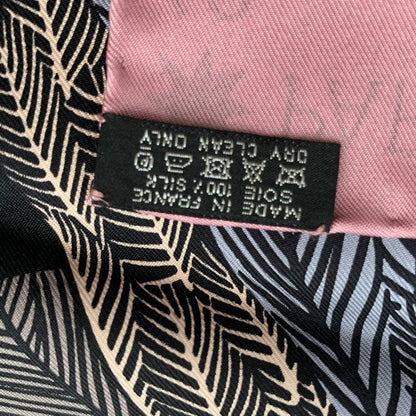 MADE IN FRANCE
SOIE 100% SILK
DRY CLEAN ONLY